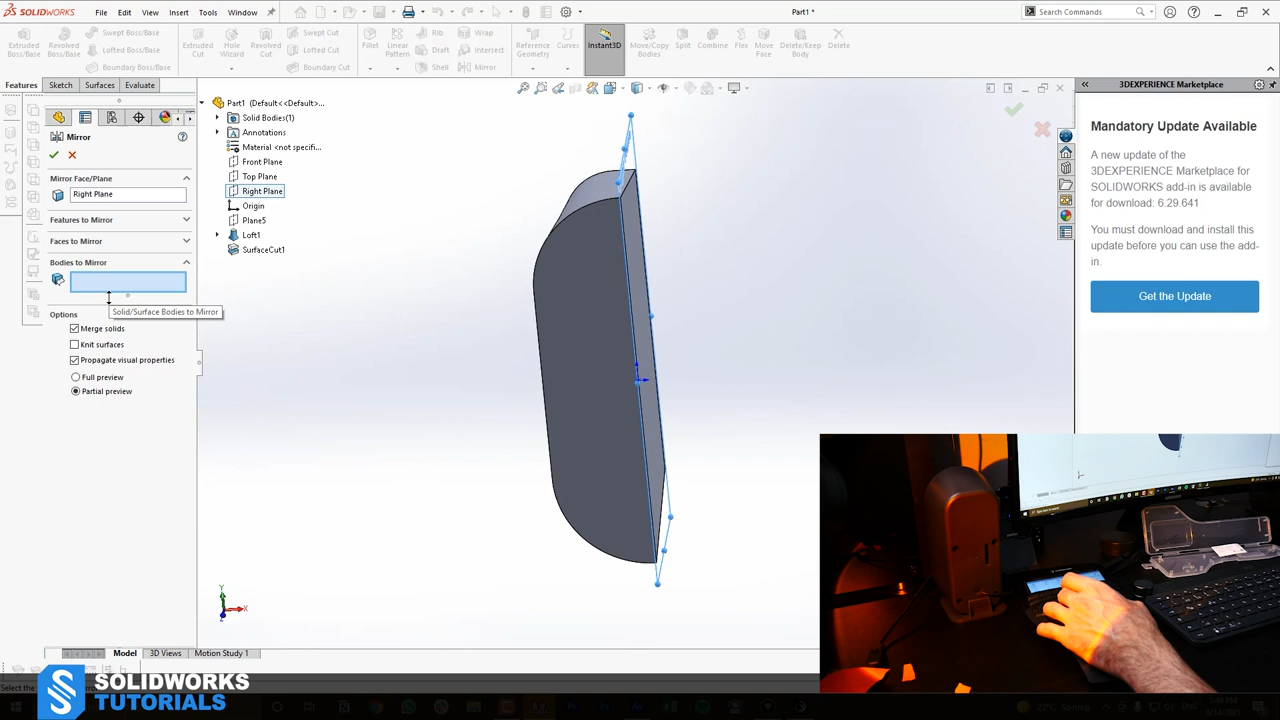 SOLIDWORKS File Edit View Insert Tools Window Part1 * Search Commands
Extruded Boss/Base
Revolved Boss/Base
Swept Boss/Base
Lofted Boss/Base
Boundary Boss/Base
Extruded Cut
Hole Wizard
Revolved Cut
Swept Cut
Lofted Cut
Boundary Cut
Fillet
Linear Pattern
Rib
Draft
Shell
Wrap
Intersect
Mirror
Reference Geometry
Curves
Instant3D
Move/Copy Bodies
Split
Combine
Flex
Move Face
Delete/Keep Body
Delete
Features Sketch Surfaces Evaluate
Mirror
Mirror Face/Plane
Right Plane
Features to Mirror
Faces to Mirror
Bodies to Mirror
Solid/Surface Bodies to Mirror
Options
Merge solids
Knit surfaces
Propagate visual properties
Full preview
Partial preview
Part1 (Default<<Default>...
Solid Bodies(1)
Annotations
Material <not specifi...
Front Plane
Top Plane
Right Plane
Origin
Plane5
Loft1
SurfaceCut1
3DEXPERIENCE Marketplace
Mandatory Update Available
A new update of the
3DEXPERIENCE Marketplace for
SOLIDWORKS add-in is available
for download: 6.29.641
You must download and install this
update before you can use the add-
in.
Get the Update
Y
X
Z
Model 3D Views Motion Study 1
SOLIDWORKS
TUTORIALS
Select the